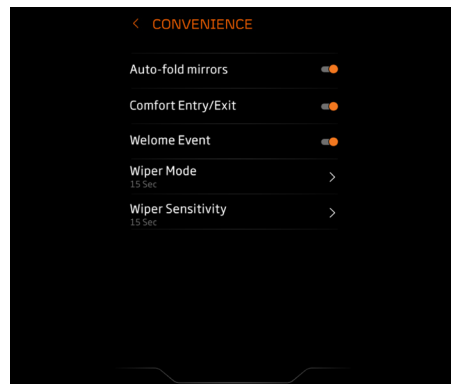 CONVENIENCE
Auto-fold mirrors
Comfort Entry/Exit
Welome Event
Wiper Mode
15 Sec
Wiper Sensitivity
15 Sec